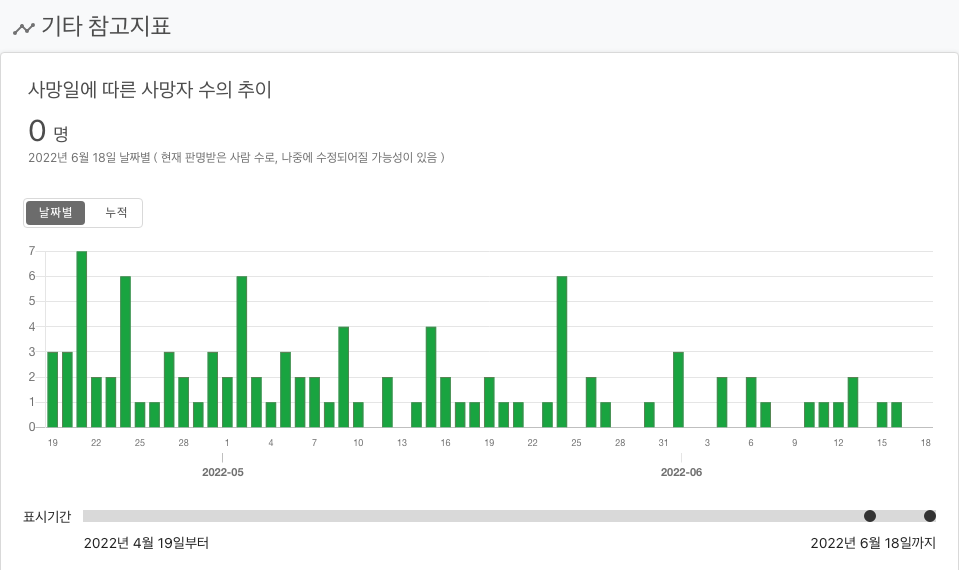 기타 참고지표
사망일에 따른 사망자 수의 추이
0 명
2022년 6월 18일 날짜별 ( 현재 판명받은 사람 수로, 나중에 수정되어질 가능성이 있음 )
날짜별 누적
7
6
5
4
3
2
1
0
19 22 25 28 1 4 7 10 13 16 19 22 25 28 31 3 6 9 12 15 18
2022-05 2022-06
표시기간
2022년 4월 19일부터 2022년 6월 18일까지